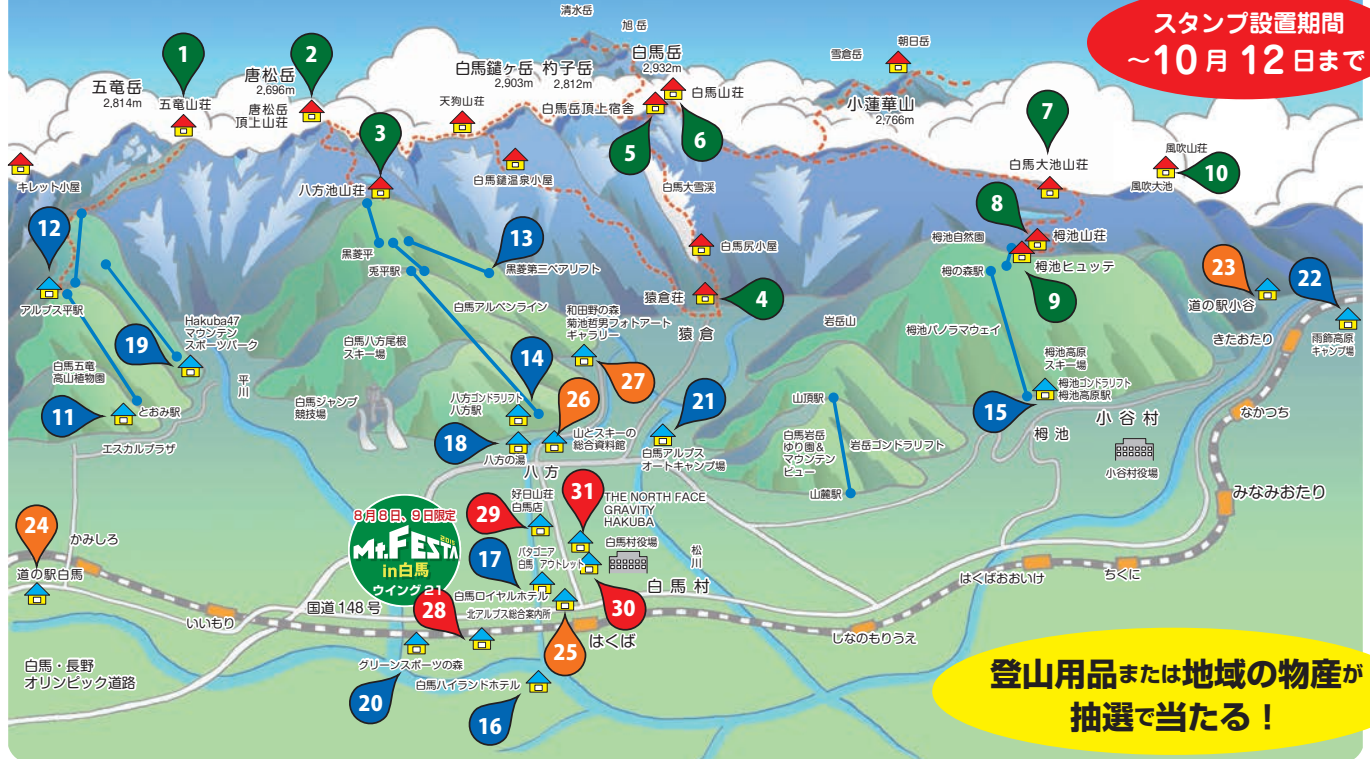 スタンプ設置期間
～10月12日まで
清水岳
旭岳
雪倉岳
朝日岳
1
2
五竜岳
2,814m
五竜山荘
唐松岳
2,696m
唐松岳
頂上山荘
天狗山荘
白馬鑓ヶ岳
2,903m
杓子岳
2,812m
白馬岳
2,932m
白馬岳頂上宿舎
白馬山荘
5
6
小蓮華山
2,766m
7
白馬大池山荘
風吹山荘
10
風吹大池
キレット小屋
3
八方池山荘
白馬鑓温泉小屋
白馬大雪渓
8
12
アルプス平駅
黒菱平
兎平駅
13
黒菱第三ペアリフト
白馬尻小屋
猿倉荘
4
猿倉
栂池自然園
栂池山荘
栂の森駅
栂池ヒュッテ
9
23
道の駅小谷
22
雨飾高原
キャンプ場
きたおたり
Hakuba47
マウンテン
スポーツパーク
19
白馬五竜
高山植物園
11
とおみ駅
エスカルプラザ
平川
白馬八方尾根
スキー場
白馬ジャンプ
競技場
白馬アルペンライン
和田野の森
菊池哲男フォトアート
ギャラリー
14
27
26
八方ゴンドラリフト
八方駅
18
八方の湯
山とスキーの
総合資料館
八方
21
白馬アルプス
オートキャンプ場
岩岳山
山頂駅
白馬岩岳
ゆり園&
マウンテン
ビュー
岩岳ゴンドラリフト
山麓駅
栂池パノラマウェイ
栂池高原
スキー場
栂池ゴンドラリフト
栂池高原駅
15
栂池
小谷村
小谷村役場
なかつち
みなみおたり
24
かみしろ
道の駅白馬
いいもり
8月8日、9日限定
Mt.FESTA
2015
in白馬
ウイング21
好日山荘
白馬店
29
31
THE NORTH FACE
GRAVITY
HAKUBA
白馬村役場
松川
17
パタゴニア
白馬 アウトレット
白馬ロイヤルホテル
30
白馬村
国道148号
28
北アルプス総合案内所
25
はくば
しなのもりうえ
はくばおおいけ
ちくに
白馬・長野
オリンピック道路
グリーンスポーツの森
20
白馬ハイランドホテル
16
登山用品または地域の物産が
抽選で当たる！